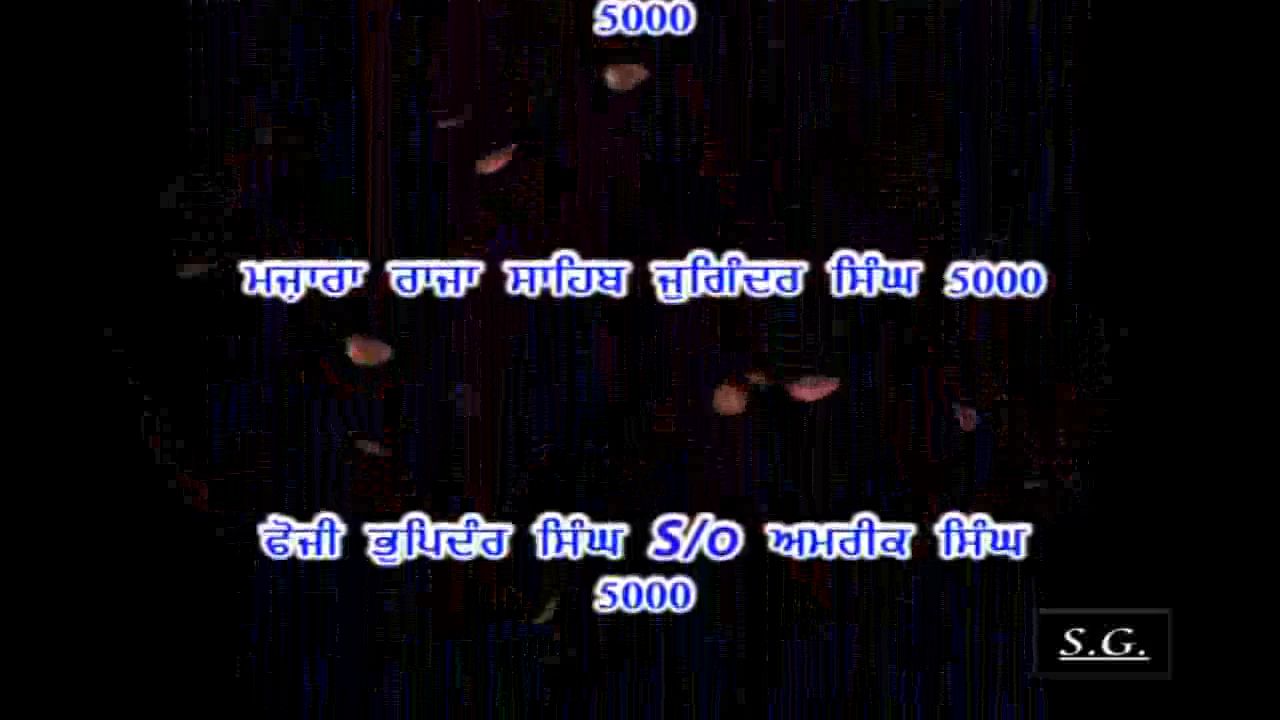 5000
ਮਜ਼ਾਰਾ ਰਾਜਾ ਸਾਹਿਬ ਜੁਗਿੰਦਰ ਸਿੰਘ 5000
ਫੋਜੀ ਭੁਪਿਦੰਰ ਸਿੰਘ S/O ਅਮਰੀਕ ਸਿੰਘ
5000
S.G.